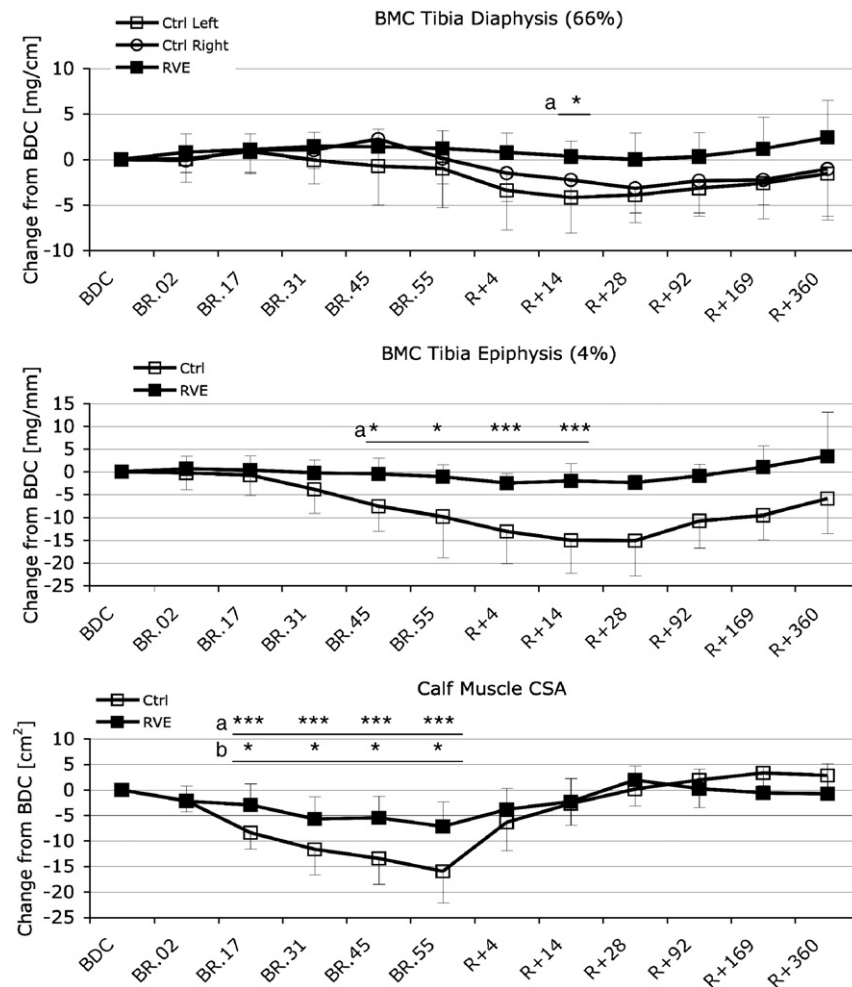 BMC Tibia Diaphysis (66%)
Ctrl Left
Ctrl Right
RVE
Change from BDC [mg/cm]
10
5
0
-5
-10
a *
BDC BR.02 BR.17 BR.31 BR.45 BR.55 R+4 R+14 R+28 R+92 R+169 R+360
BMC Tibia Epiphysis (4%)
Ctrl
RVE
Change from BDC [mg/mm]
15
10
5
0
-5
-10
-15
-20
-25
a* * *** ***
BDC BR.02 BR.17 BR.31 BR.45 BR.55 R+4 R+14 R+28 R+92 R+169 R+360
Calf Muscle CSA
Ctrl
RVE
a *** *** *** ***
b * * * *
Change from BDC [cm²]
10
5
0
-5
-10
-15
-20
-25
BDC BR.02 BR.17 BR.31 BR.45 BR.55 R+4 R+14 R+28 R+92 R+169 R+360